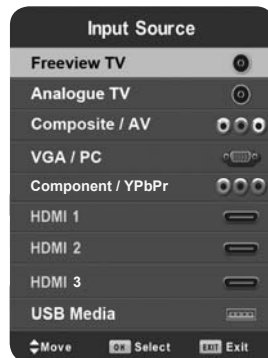 Input Source
Freeview TV
Analogue TV
Composite / AV
VGA / PC
Component / YPbPr
HDMI 1
HDMI 2
HDMI 3
USB Media
Move OK Select EXIT Exit